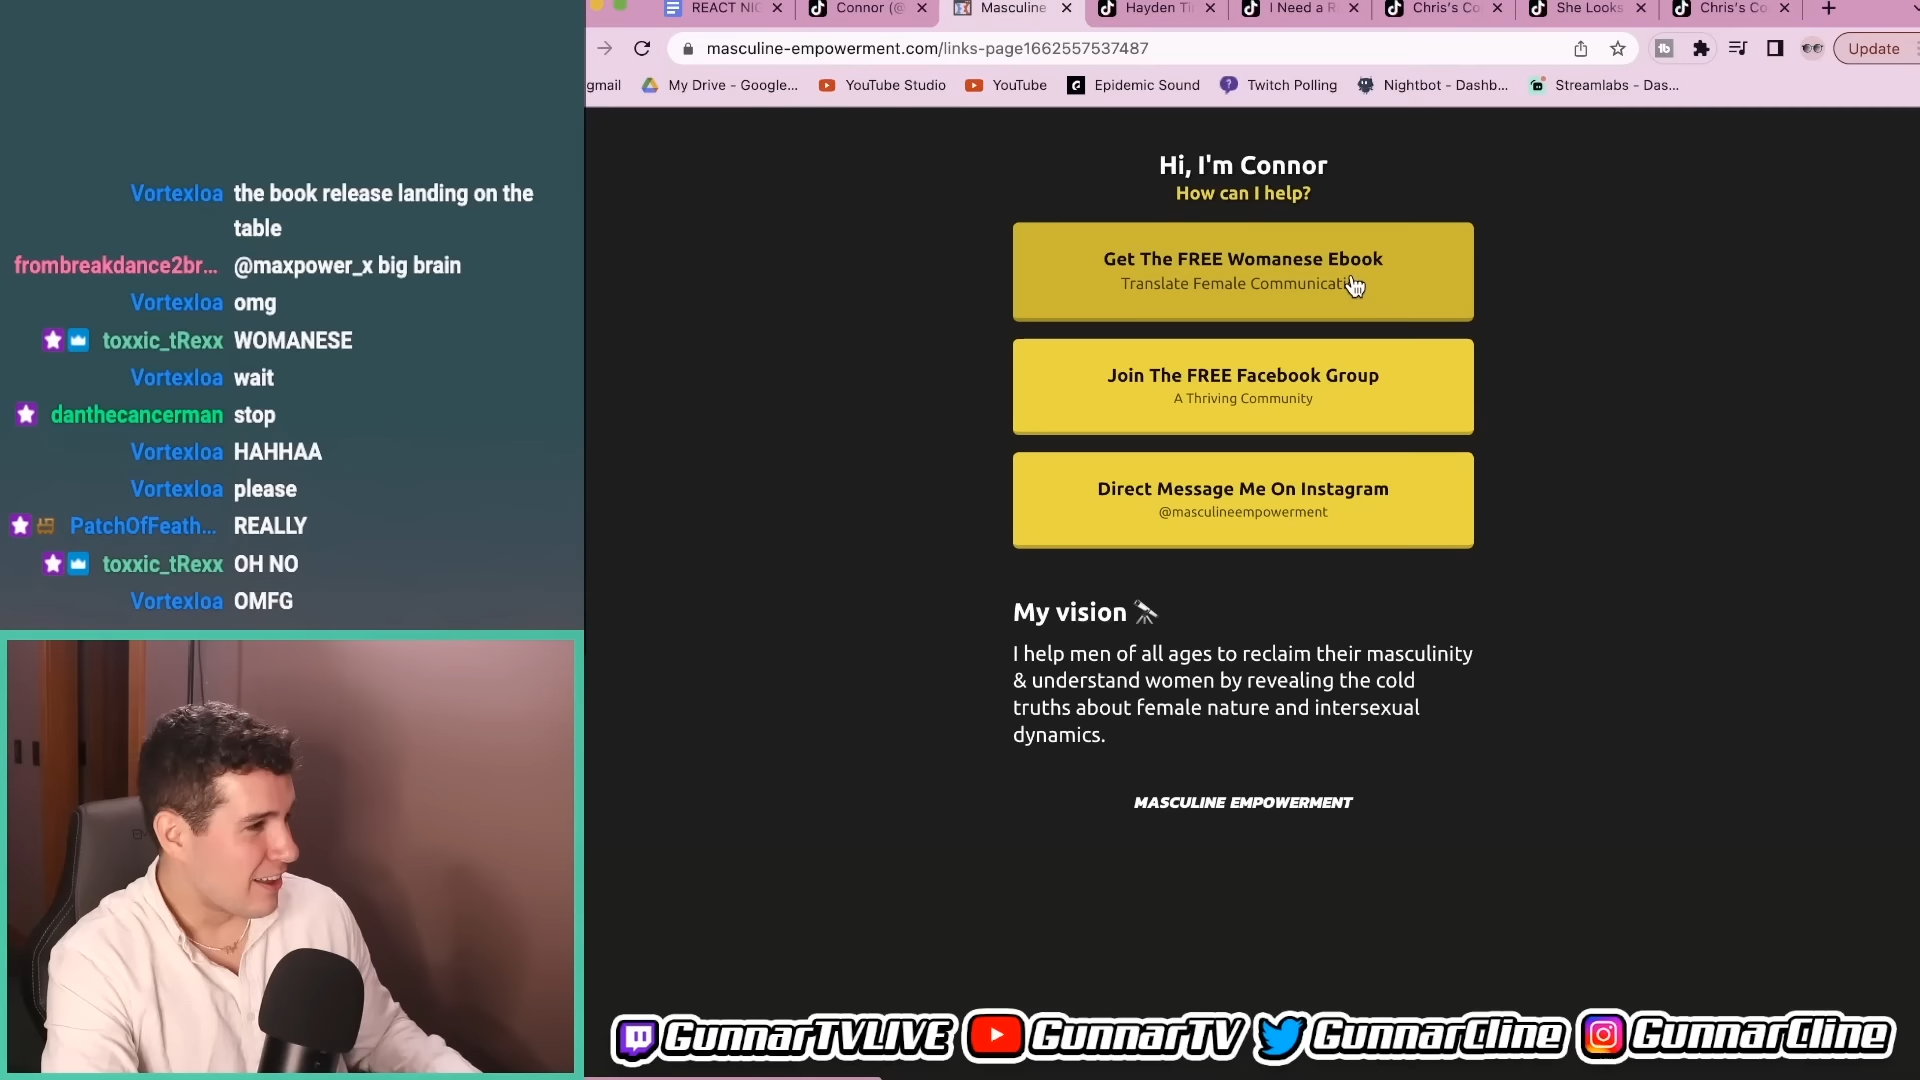 REACT NIG
Connor (@
Masculine
Hayden Ti
I Need a R
Chris's Co
She Looks
Chris's Co
masculine-empowerment.com/links-page1662557537487
Update
gmail
My Drive - Google...
YouTube Studio
YouTube
Epidemic Sound
Twitch Polling
Nightbot - Dashb...
Streamlabs - Das...
Vortexloa the book release landing on the
table
frombreakdance2br... @maxpower_x big brain
Vortexloa omg
toxxic_tRexx WOMANESE
Vortexloa wait
danthecancerman stop
Vortexloa HAHHAA
Vortexloa please
PatchOfFeath... REALLY
toxxic_tRexx OH NO
Vortexloa OMFG
Hi, I'm Connor
How can I help?
Get The FREE Womanese Ebook
Translate Female Communicati
Join The FREE Facebook Group
A Thriving Community
Direct Message Me On Instagram
@masculineempowerment
My vision
I help men of all ages to reclaim their masculinity
& understand women by revealing the cold
truths about female nature and intersexual
dynamics.
MASCULINE EMPOWERMENT
GunnarTVLIVE
GunnarTV
GunnarCline
GunnarCline